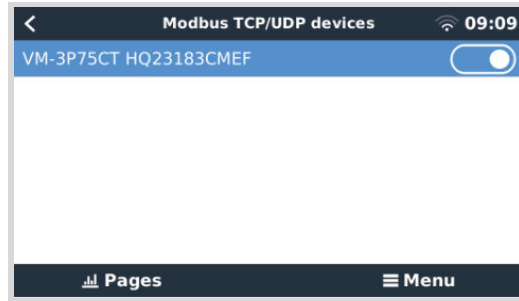 Modbus TCP/UDP devices 09:09
VM-3P75CT HQ23183CMEF
Pages Menu